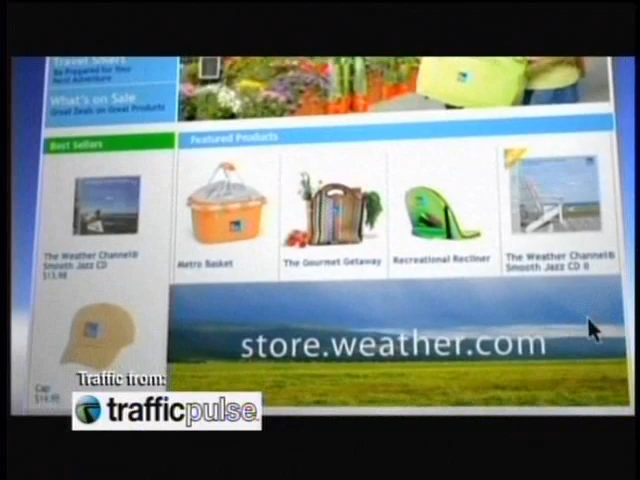 Travel Smart
Be Prepared for Your
Next Adventure
What's on Sale
Great Deals on Great Products
Best Sellers
Featured Products
The Weather Channel®
Smooth Jazz CD
$13.98
Metro Basket
The Gourmet Getaway
Recreational Recliner
The Weather Channel®
Smooth Jazz CD II
store.weather.com
Cap
$14.95
Traffic from:
trafficpulse